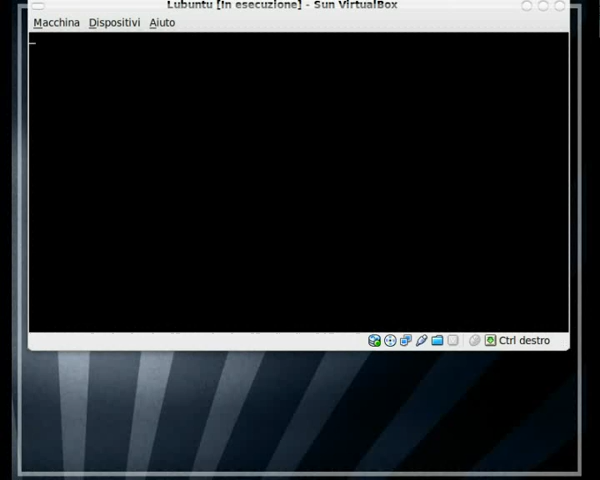 Lubuntu [In esecuzione] - Sun VirtualBox
Macchina Dispositivi Aiuto
Ctrl destro